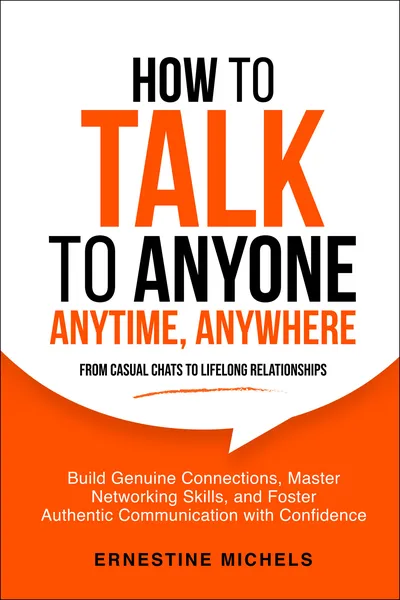 HOW TO
TALK
TO ANYONE
ANYTIME, ANYWHERE
FROM CASUAL CHATS TO LIFELONG RELATIONSHIPS
Build Genuine Connections, Master
Networking Skills, and Foster
Authentic Communication with Confidence
ERNESTINE MICHELS